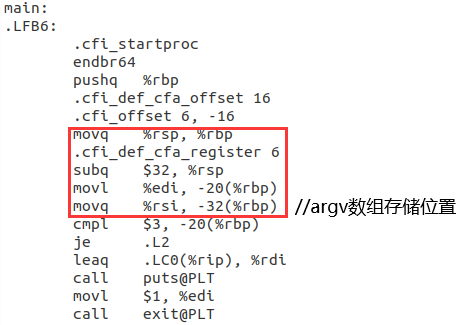 main:
.LFB6:
.cfi_startproc
endbr64
pushq %rbp
.cfi_def_cfa_offset 16
.cfi_offset 6, -16
movq %rsp, %rbp
.cfi_def_cfa_register 6
subq $32, %rsp
movl %edi, -20(%rbp)
movq %rsi, -32(%rbp) //argv数组存储位置
cmpl $3, -20(%rbp)
je .L2
leaq .LC0(%rip), %rdi
call puts@PLT
movl $1, %edi
call exit@PLT